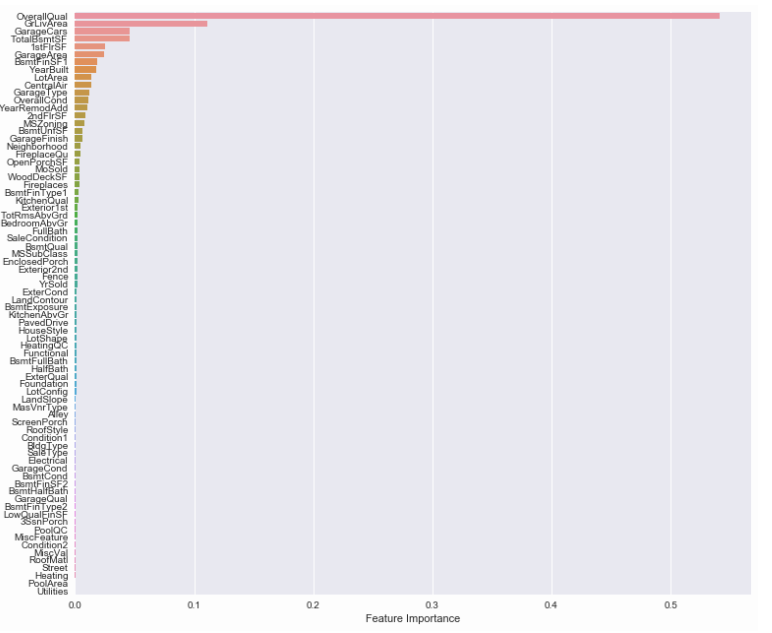 OverallQual
GrLivArea
GarageCars
TotalBsmtSF
1stFlrSF
GarageArea
BsmtFinSF1
YearBuilt
LotArea
CentralAir
GarageType
OverallCond
YearRemodAdd
2ndFlrSF
MSZoning
BsmtUnfSF
GarageFinish
Neighborhood
FireplaceQu
OpenPorchSF
MoSold
WoodDeckSF
Fireplaces
BsmtFinType1
KitchenQual
Exterior1st
TotRmsAbvGrd
BedroomAbvGr
FullBath
SaleCondition
BsmtQual
MSSubClass
EnclosedPorch
Exterior2nd
Fence
YrSold
ExterCond
LandContour
BsmtExposure
KitchenAbvGr
PavedDrive
HouseStyle
LotShape
HeatingQC
Functional
BsmtFullBath
HalfBath
ExterQual
Foundation
LotConfig
LandSlope
MasVnrType
Alley
ScreenPorch
RoofStyle
Condition1
BldgType
SaleType
Electrical
GarageCond
BsmtCond
BsmtFinSF2
BsmtHalfBath
GarageQual
BsmtFinType2
LowQualFinSF
3SsnPorch
PoolQC
MiscFeature
Condition2
MiscVal
RoofMatl
Street
Heating
PoolArea
Utilities
0.0 0.1 0.2 0.3 0.4 0.5
Feature Importance